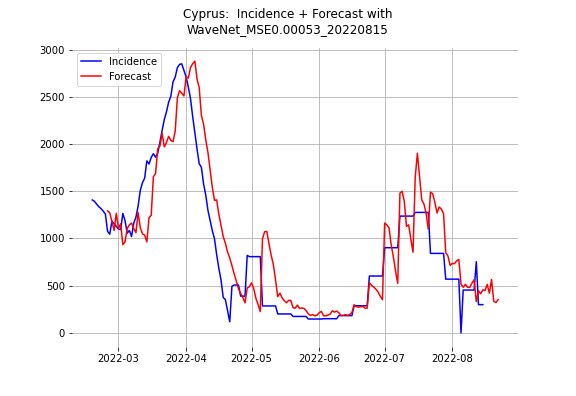 Cyprus:  Incidence + Forecast with
WaveNet_MSE0.00053_20220815
Incidence
Forecast
3000
2500
2000
1500
1000
500
0
2022-03 2022-04 2022-05 2022-06 2022-07 2022-08